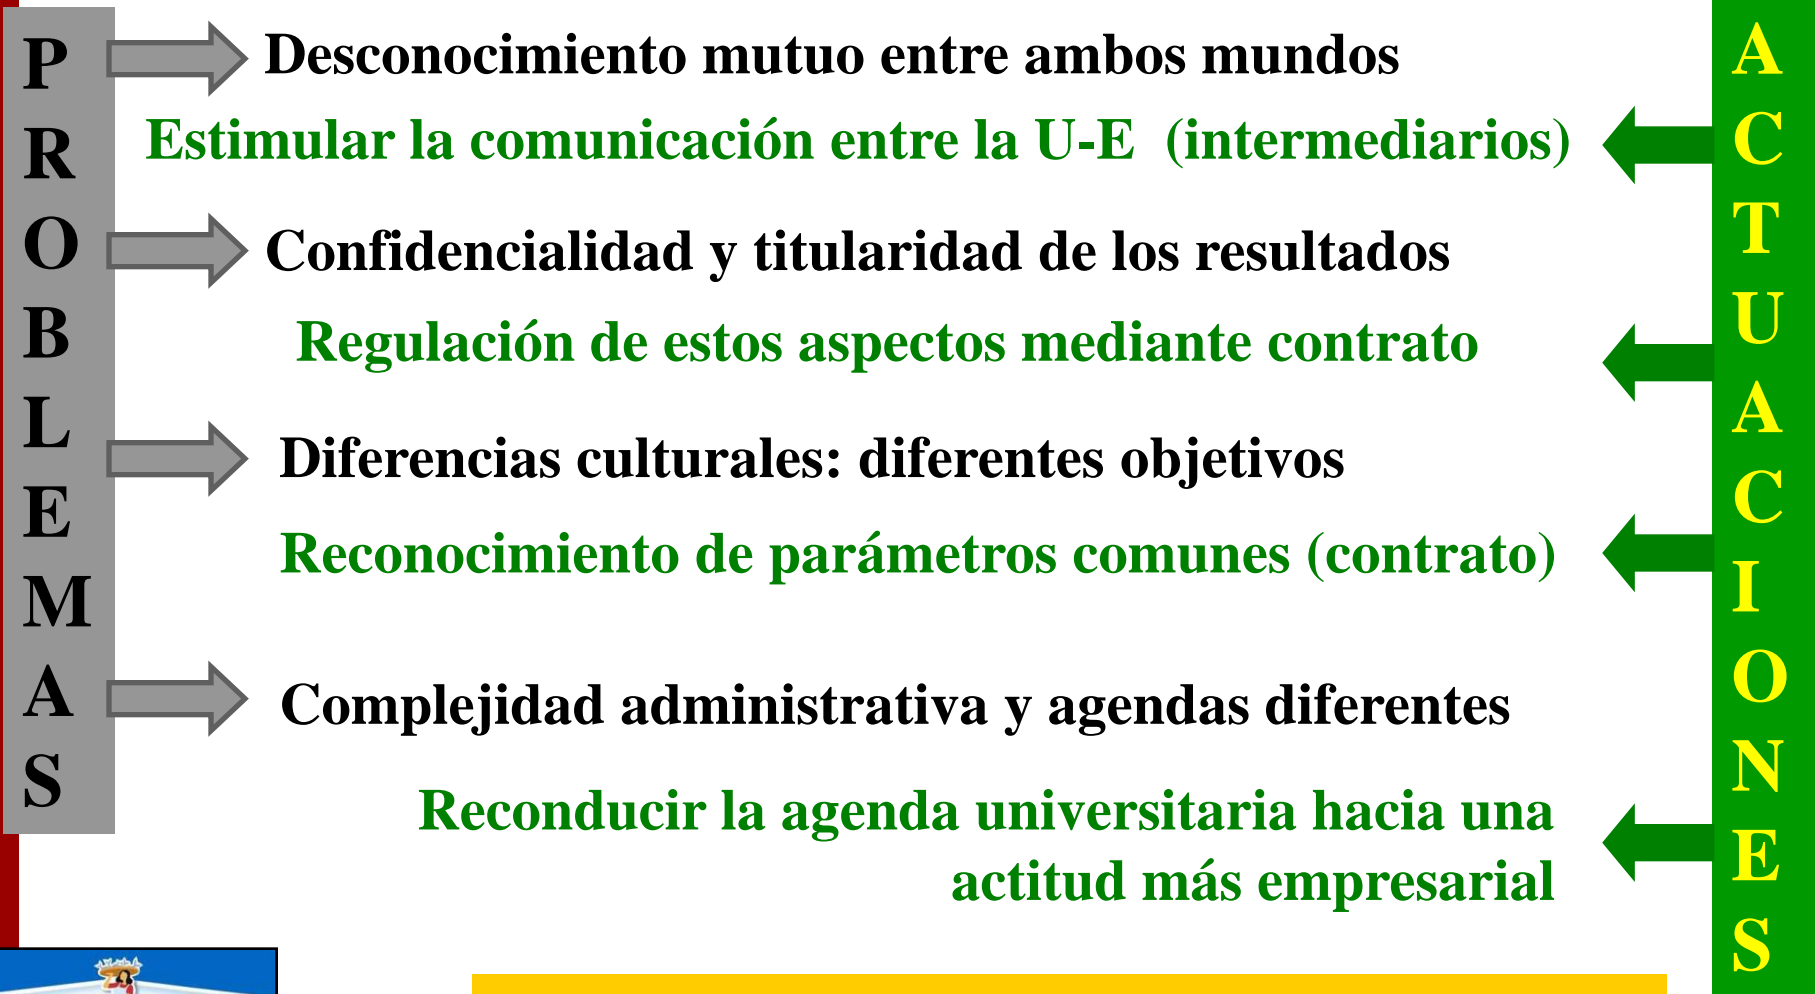 PROBLEMAS
Desconocimiento mutuo entre ambos mundos
Estimular la comunicación entre la U-E (intermediarios)
Confidencialidad y titularidad de los resultados
Regulación de estos aspectos mediante contrato
Diferencias culturales: diferentes objetivos
Reconocimiento de parámetros comunes (contrato)
Complejidad administrativa y agendas diferentes
Reconducir la agenda universitaria hacia una
actitud más empresarial
ACTUACIONES